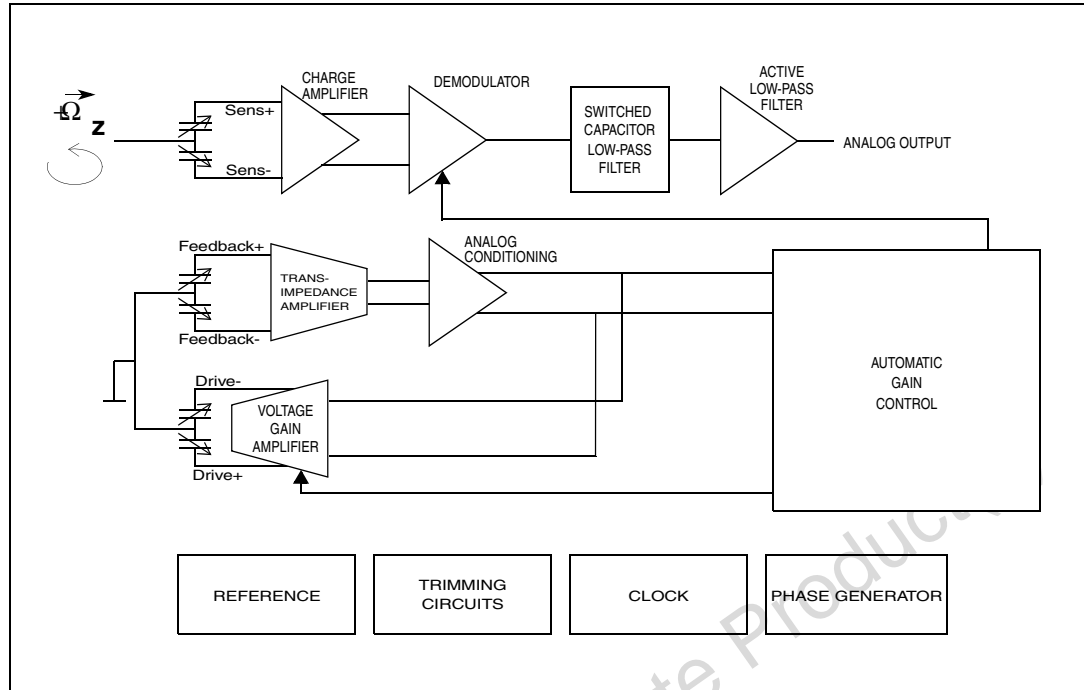 CHARGE
AMPLIFIER
DEMODULATOR
ACTIVE
LOW-PASS
FILTER
+Ω
z
Sens+
Sens-
SWITCHED
CAPACITOR
LOW-PASS
FILTER
ANALOG OUTPUT
Feedback+
Feedback-
TRANS-
IMPEDANCE
AMPLIFIER
ANALOG
CONDITIONING
AUTOMATIC
GAIN
CONTROL
Drive-
Drive+
VOLTAGE
GAIN
AMPLIFIER
REFERENCE
TRIMMING
CIRCUITS
CLOCK
PHASE GENERATOR